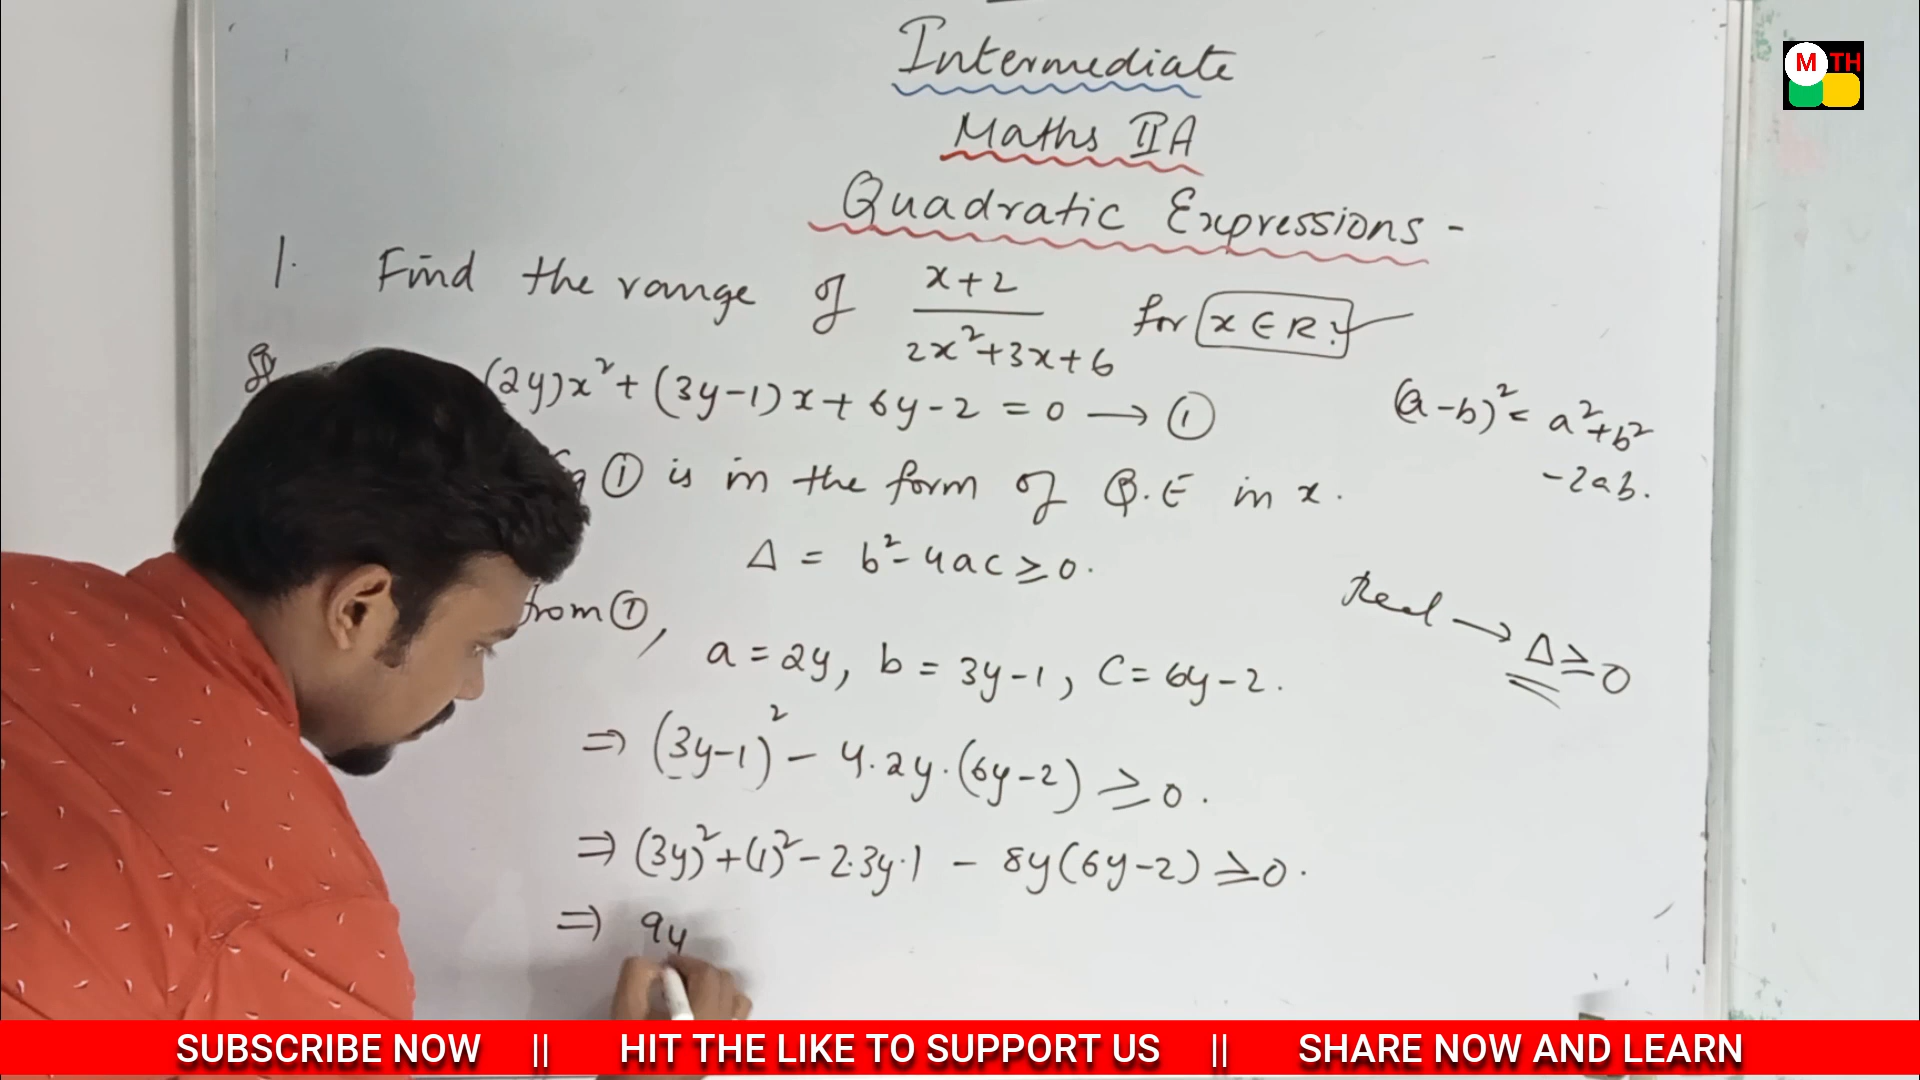 Intermediate
Maths IIA
Quadratic Expressions -
1. Find the range of x+2 / 2x²+3x+6 for x ∈ R.
(2y)x² + (3y-1)x + 6y-2 = 0 → ①
① is in the form of Q.E in x.
Δ = b²-4ac ≥ 0.
from ①,
a = 2y, b = 3y-1, C = 6y-2.
⇒ (3y-1)² - 4.2y.(6y-2) ≥ 0.
⇒ (3y)²+(1)²-2.3y.1 - 8y(6y-2) ≥ 0.
⇒ 9y
(a-b)² = a²+b²
-2ab.
Real → Δ ≥ 0
M TH
SUBSCRIBE NOW || HIT THE LIKE TO SUPPORT US || SHARE NOW AND LEARN